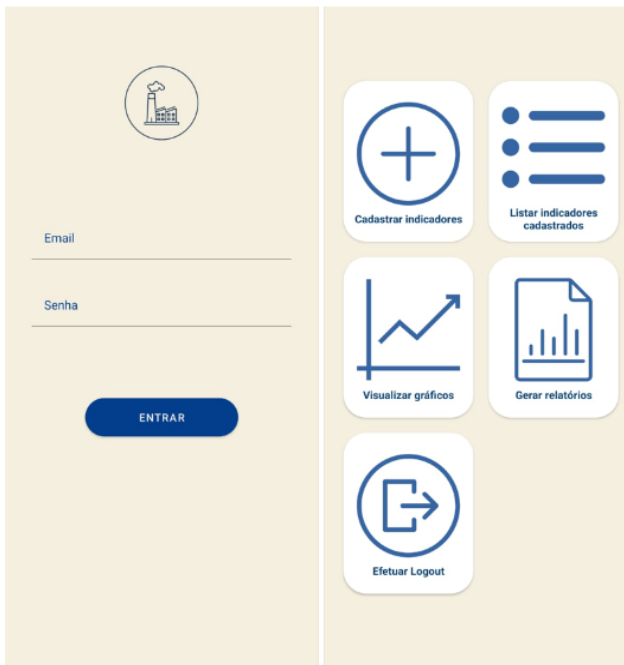 Email
Senha
ENTRAR
Cadastrar indicadores
Listar indicadores
cadastrados
Visualizar gráficos
Gerar relatórios
Efetuar Logout